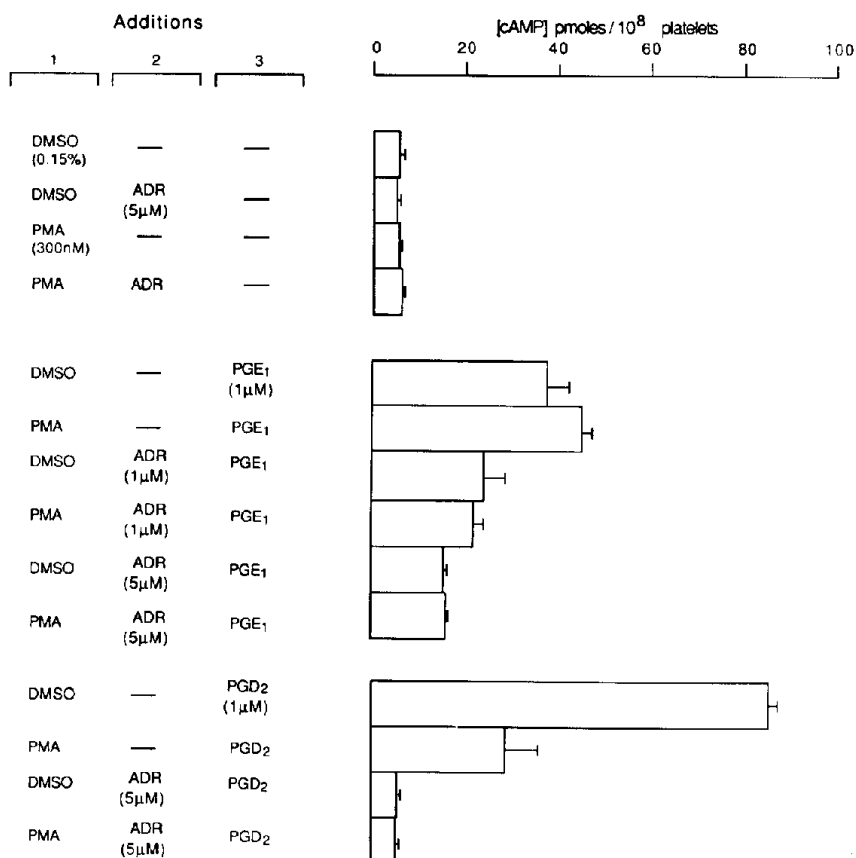 Additions
[cAMP] pmoles / 10⁸ platelets
0 20 40 60 80 100
1 2 3
DMSO — —
(0.15%)
DMSO ADR —
(5μM)
PMA — —
(300nM)
PMA ADR —
DMSO — PGE₁
(1μM)
PMA — PGE₁
DMSO ADR PGE₁
(1μM)
PMA ADR PGE₁
(1μM)
DMSO ADR PGE₁
(5μM)
PMA ADR PGE₁
(5μM)
DMSO — PGD₂
(1μM)
PMA — PGD₂
DMSO ADR PGD₂
(5μM)
PMA ADR PGD₂
(5μM)